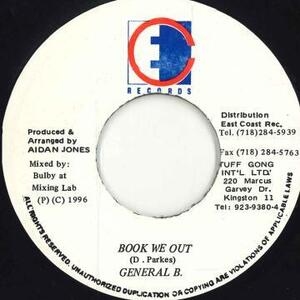 EC
RECORDS
Produced &
Arranged by
AIDAN JONES
Mixed by:
Bulby at
Mixing Lab
(P) (C) 1996
Distribution
East Coast Rec.
Tel. (718) 284-5939
Fax (718) 284-5763
TUFF GONG
INT'L LTD'
220 Marcus
Garvey Dr.
Kingston 11
Tel: 923-9380-4
BOOK WE OUT
(D. Parkes)
GENERAL B.
ALL RIGHTS RESERVED. UNAUTHORIZED DUPLICATION OR COPYING ARE VIOLATIONS OF APPLICABLE LAWS.